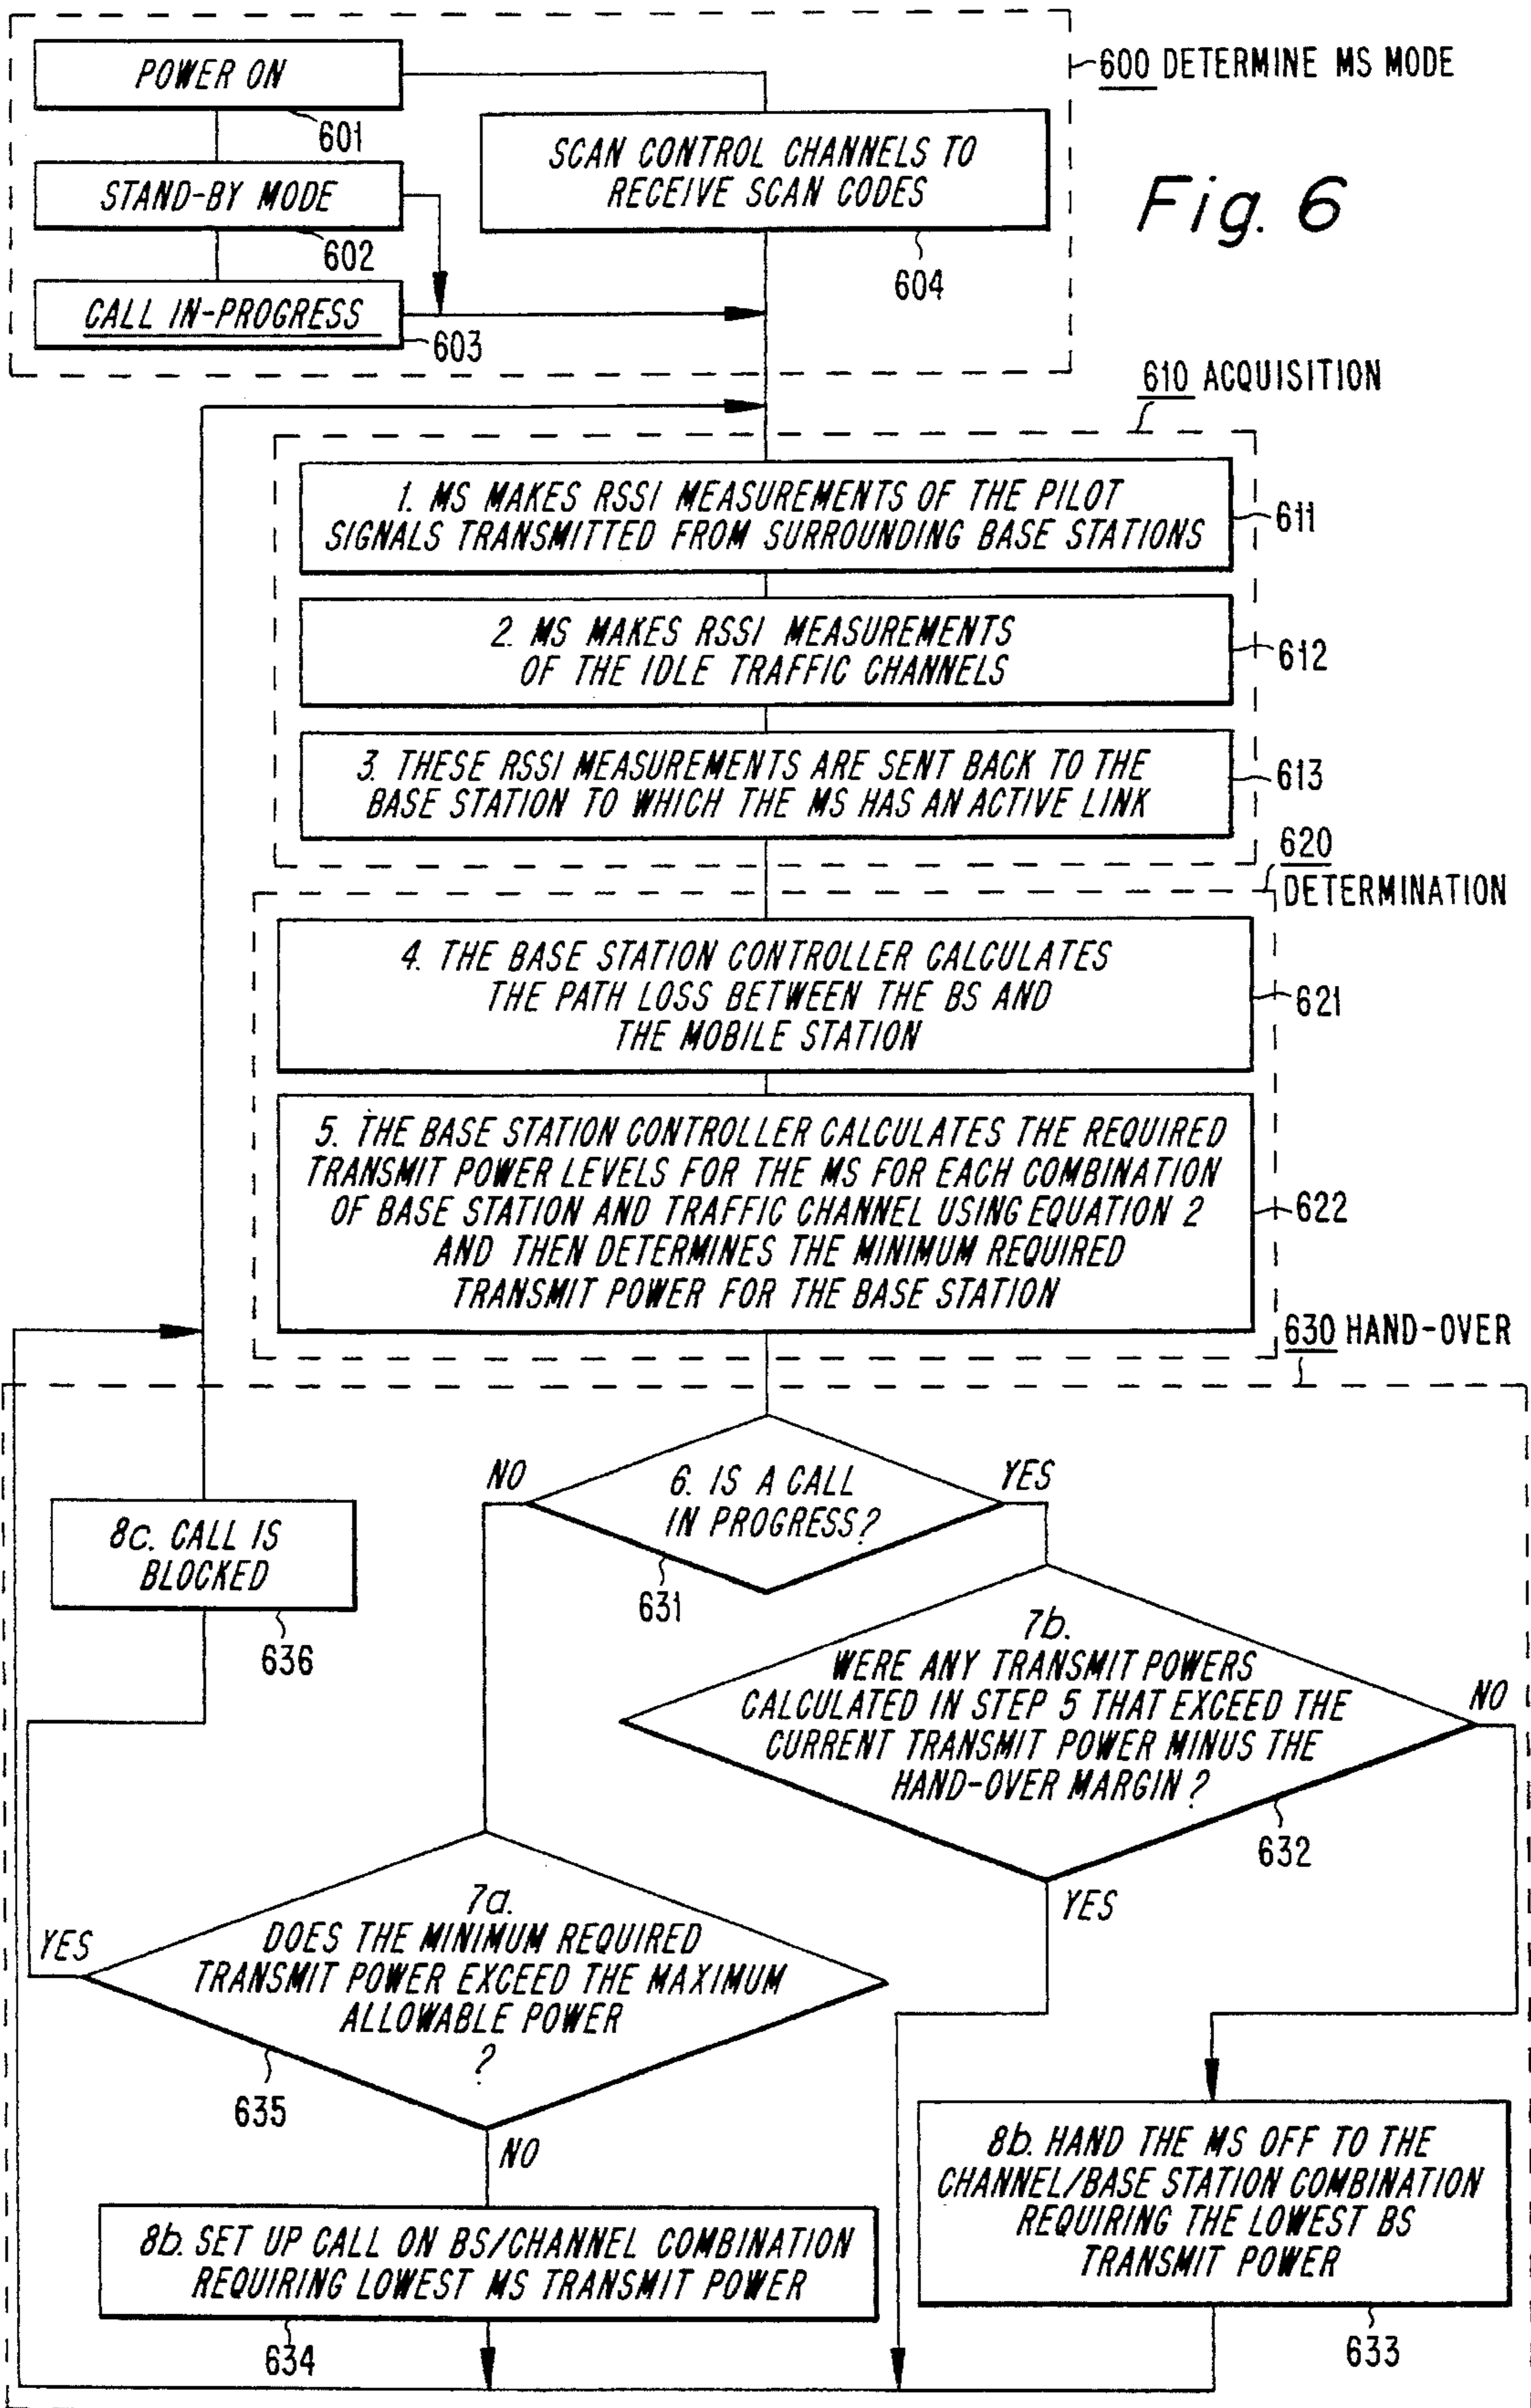 POWER ON
601
STAND-BY MODE
602
CALL IN-PROGRESS
603
SCAN CONTROL CHANNELS TO
RECEIVE SCAN CODES
604
600 DETERMINE MS MODE
Fig. 6
610 ACQUISITION
1. MS MAKES RSSI MEASUREMENTS OF THE PILOT
SIGNALS TRANSMITTED FROM SURROUNDING BASE STATIONS
611
2. MS MAKES RSSI MEASUREMENTS
OF THE IDLE TRAFFIC CHANNELS
612
3. THESE RSSI MEASUREMENTS ARE SENT BACK TO THE
BASE STATION TO WHICH THE MS HAS AN ACTIVE LINK
613
620
DETERMINATION
4. THE BASE STATION CONTROLLER CALCULATES
THE PATH LOSS BETWEEN THE BS AND
THE MOBILE STATION
621
5. THE BASE STATION CONTROLLER CALCULATES THE REQUIRED
TRANSMIT POWER LEVELS FOR THE MS FOR EACH COMBINATION
OF BASE STATION AND TRAFFIC CHANNEL USING EQUATION 2
AND THEN DETERMINES THE MINIMUM REQUIRED
TRANSMIT POWER FOR THE BASE STATION
622
630 HAND-OVER
NO
6. IS A CALL
IN PROGRESS?
YES
631
8c. CALL IS
BLOCKED
636
7b.
WERE ANY TRANSMIT POWERS
CALCULATED IN STEP 5 THAT EXCEED THE
CURRENT TRANSMIT POWER MINUS THE
HAND-OVER MARGIN?
NO
632
YES
7a.
DOES THE MINIMUM REQUIRED
TRANSMIT POWER EXCEED THE MAXIMUM
ALLOWABLE POWER
?
YES
635
NO
8b. SET UP CALL ON BS/CHANNEL COMBINATION
REQUIRING LOWEST MS TRANSMIT POWER
634
8b. HAND THE MS OFF TO THE
CHANNEL/BASE STATION COMBINATION
REQUIRING THE LOWEST BS
TRANSMIT POWER
633